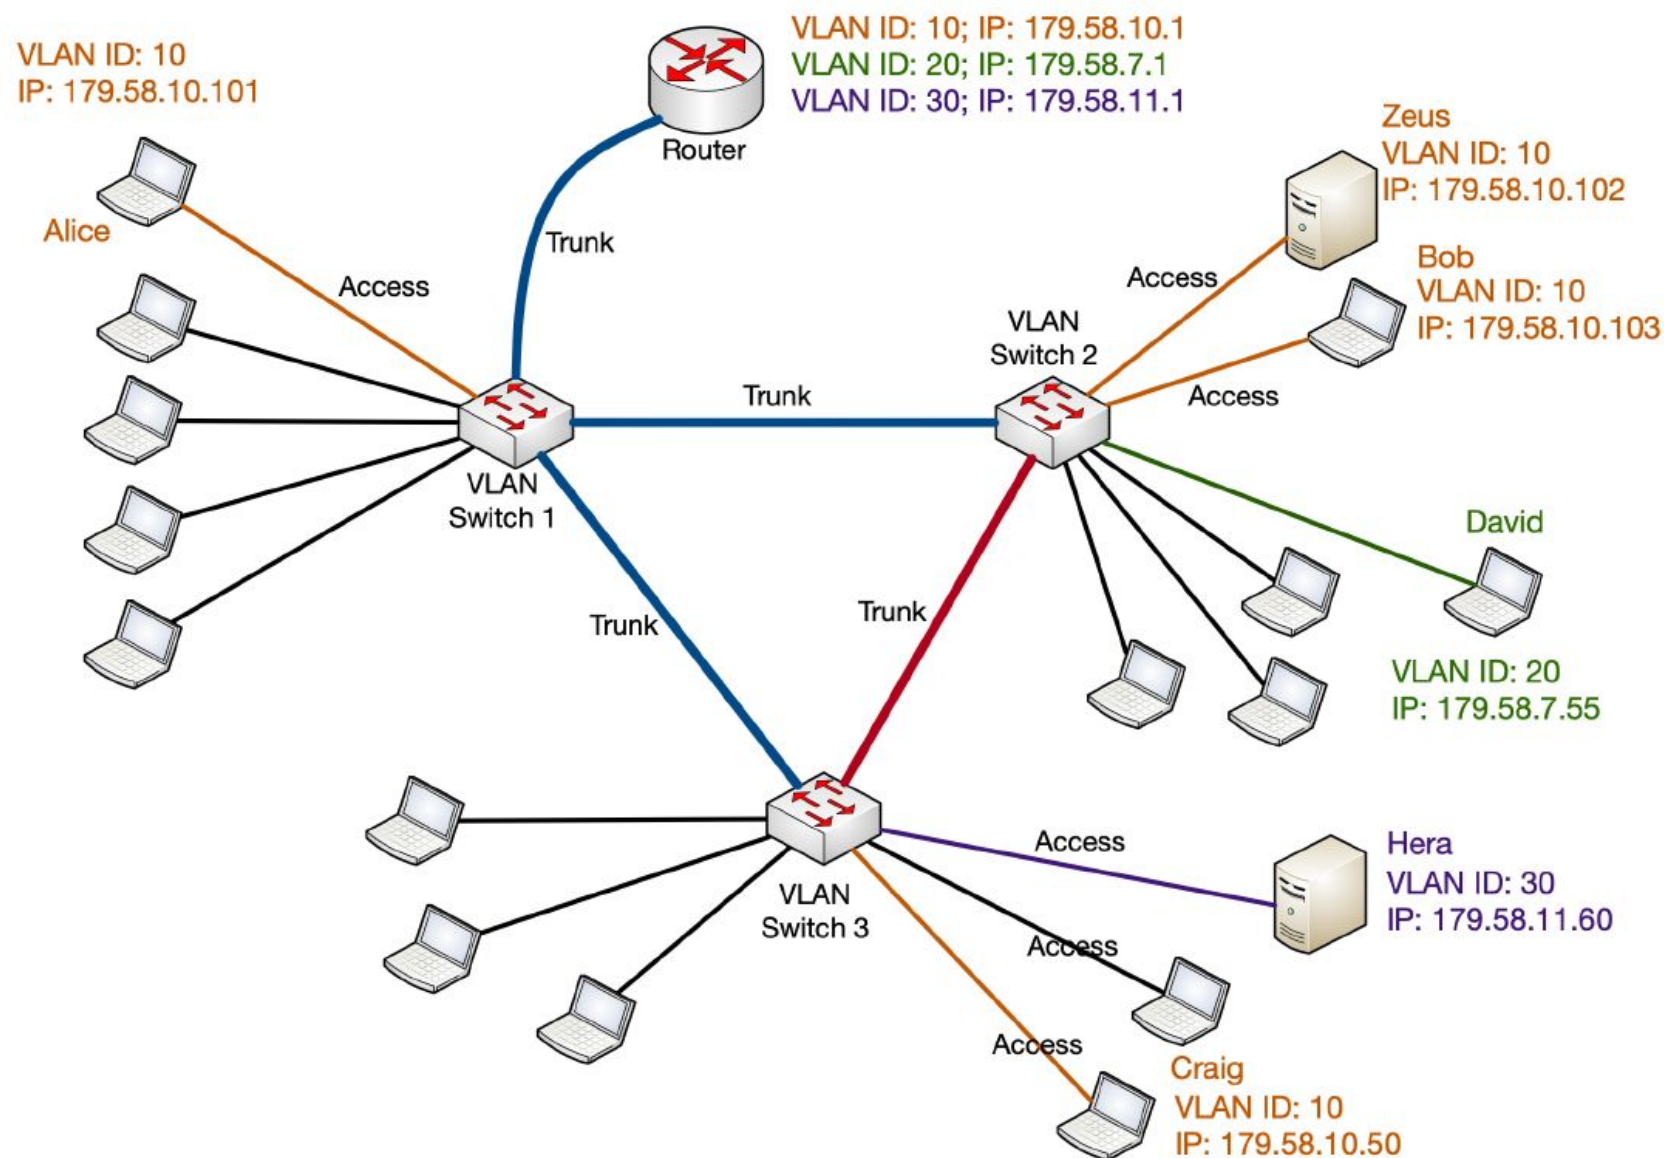 VLAN ID: 10
IP: 179.58.10.101
Alice
VLAN ID: 10; IP: 179.58.10.1
VLAN ID: 20; IP: 179.58.7.1
VLAN ID: 30; IP: 179.58.11.1
Router
Trunk
Access
Zeus
VLAN ID: 10
IP: 179.58.10.102
Access
Bob
VLAN ID: 10
IP: 179.58.10.103
Access
VLAN
Switch 2
Trunk
VLAN
Switch 1
David
VLAN ID: 20
IP: 179.58.7.55
Trunk
Trunk
VLAN
Switch 3
Access
Hera
VLAN ID: 30
IP: 179.58.11.60
Access
Access
Craig
VLAN ID: 10
IP: 179.58.10.50